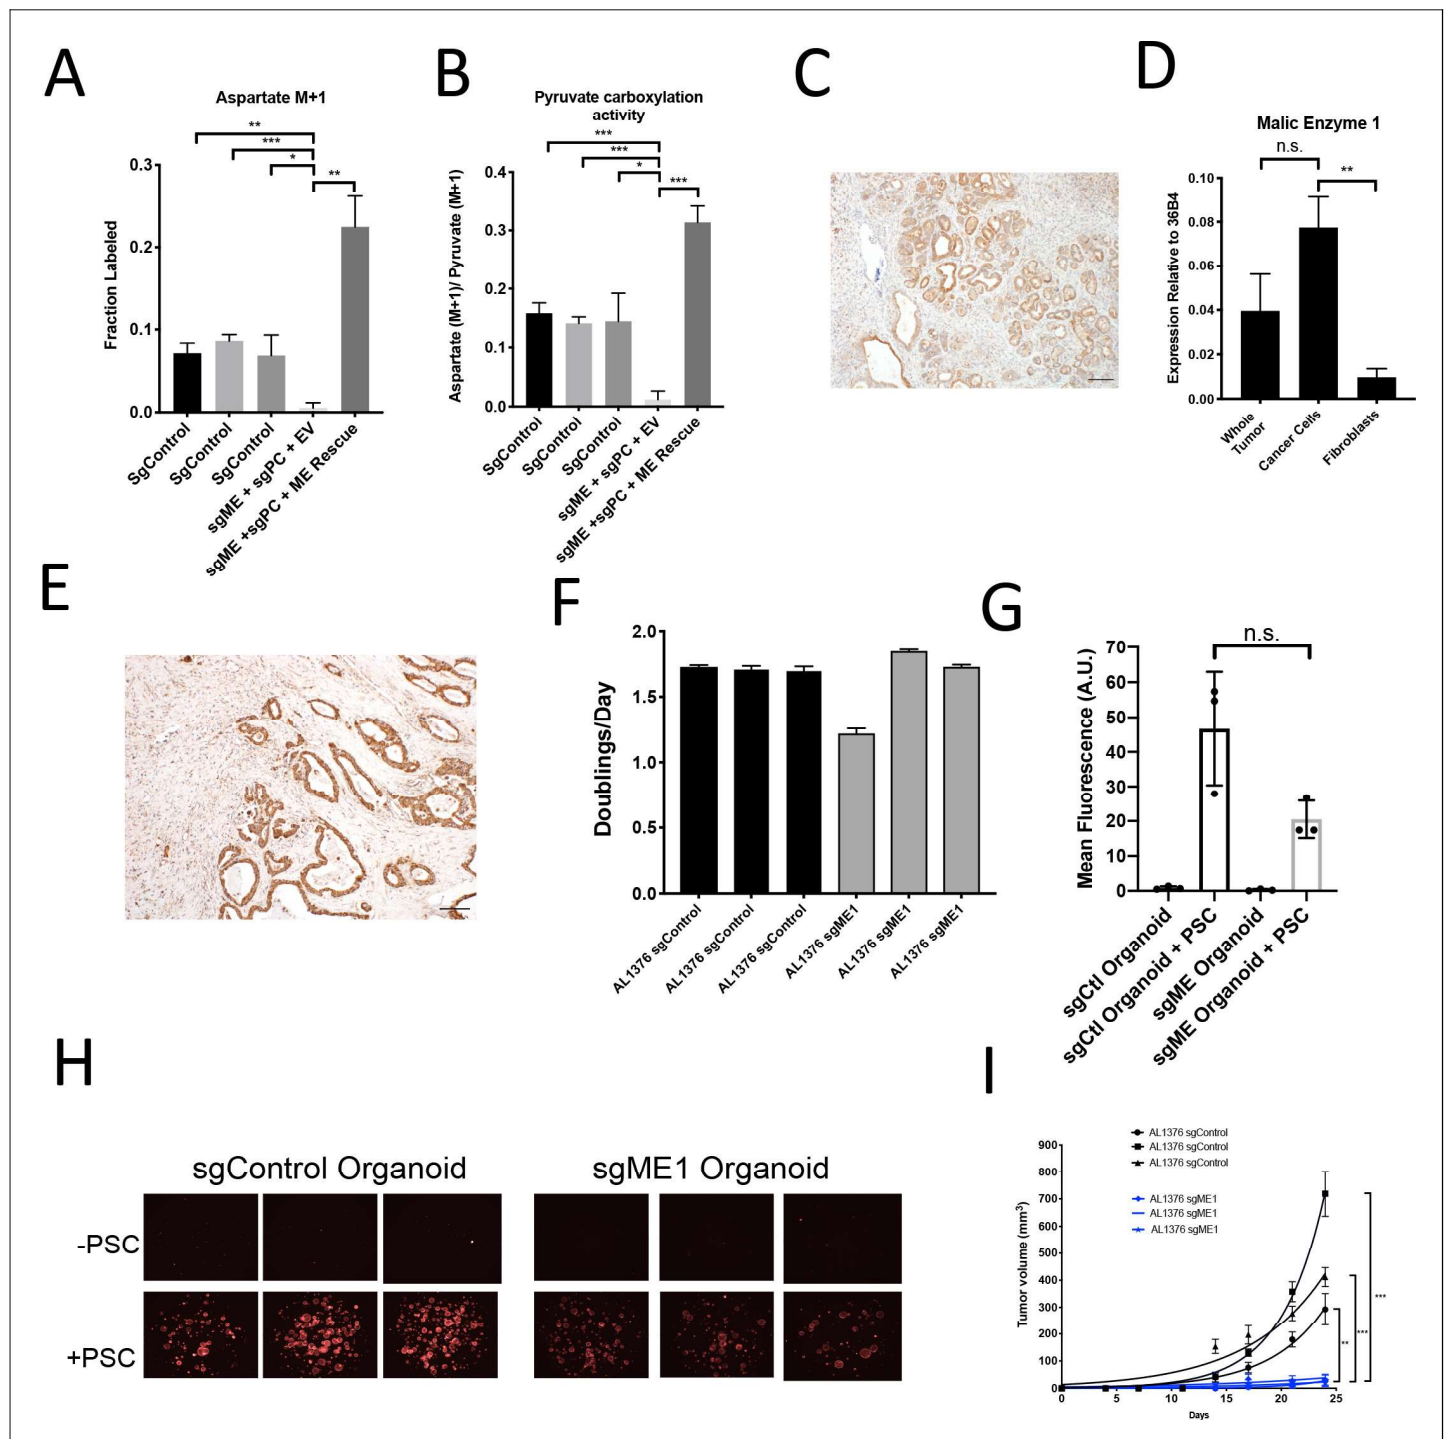 A
Aspartate M+1
**
***
*
**
Fraction Labeled
0.3
0.2
0.1
0.0
SgControl
SgControl
SgControl
sgME + sgPC + EV
sgME +sgPC + ME Rescue
B
Pyruvate carboxylation
activity
***
***
*
***
Aspartate (M+1)/ Pyruvate (M+1)
0.4
0.3
0.2
0.1
0.0
SgControl
SgControl
SgControl
sgME + sgPC + EV
sgME +sgPC + ME Rescue
C
D
Malic Enzyme 1
n.s.
**
Expression Relative to 36B4
0.10
0.08
0.06
0.04
0.02
0.00
Whole
Tumor
Cancer Cells
Fibroblasts
E
F
Doublings/Day
2.0
1.5
1.0
0.5
0.0
AL1376 sgControl
AL1376 sgControl
AL1376 sgControl
AL1376 sgME1
AL1376 sgME1
AL1376 sgME1
G
n.s.
Mean Fluorescence (A.U.)
70
60
50
40
30
20
10
0
sgCtl Organoid
sgCtl Organoid + PSC
sgME Organoid
sgME Organoid + PSC
H
sgControl Organoid
sgME1 Organoid
-PSC
+PSC
I
AL1376 sgControl
AL1376 sgControl
AL1376 sgControl
AL1376 sgME1
AL1376 sgME1
AL1376 sgME1
Tumor volume (mm³)
900
800
700
600
500
400
300
200
100
0
0
5
10
15
20
25
Days
**
***
***